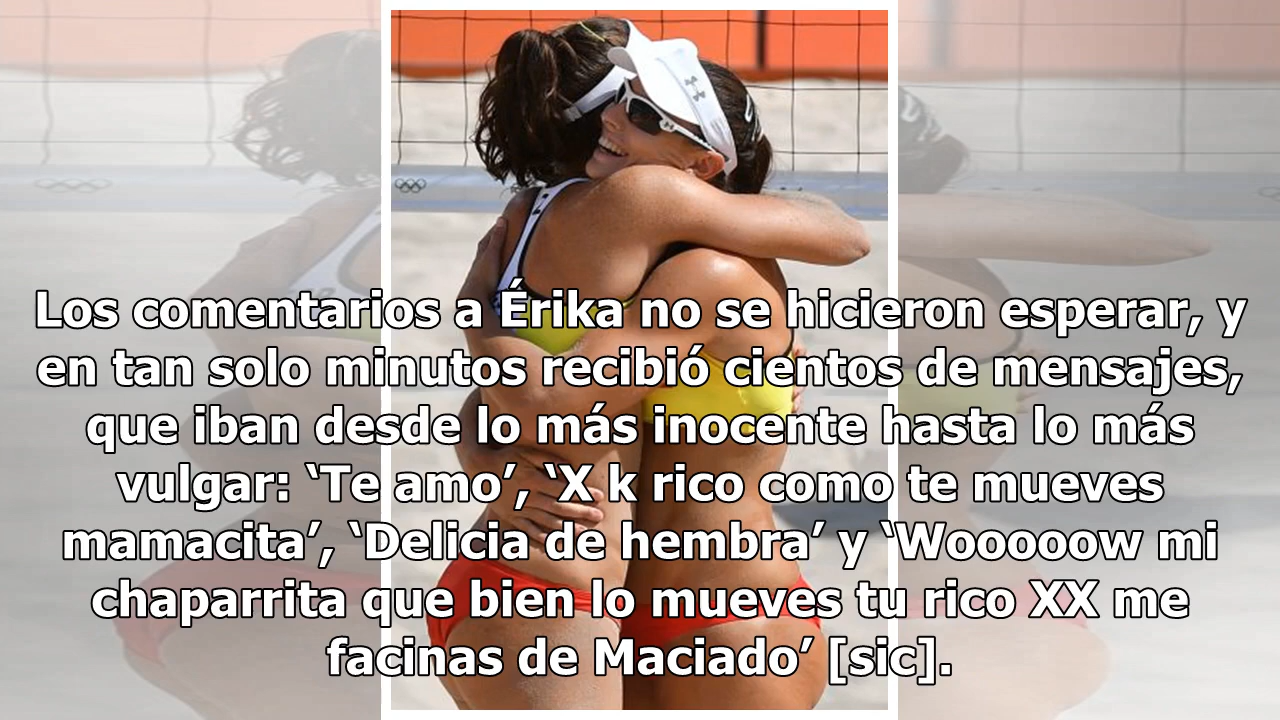 Los comentarios a Érika no se hicieron esperar, y
en tan solo minutos recibió cientos de mensajes,
que iban desde lo más inocente hasta lo más
vulgar: ‘Te amo’, ‘X k rico como te mueves
mamacita’, ‘Delicia de hembra’ y ‘Wooooow mi
chaparrita que bien lo mueves tu rico XX me
facinas de Maciado’ [sic].